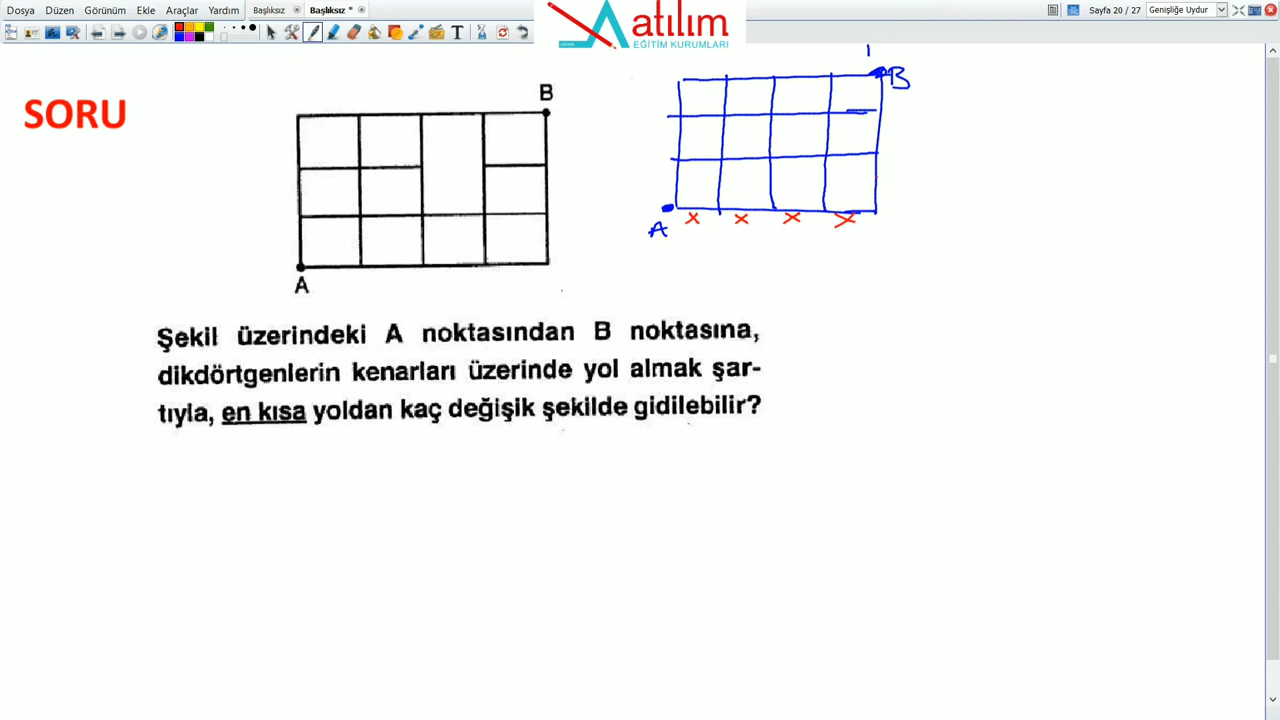 Dosya Düzen Görünüm Ekle Araçlar Yardım
Başlıksız
Başlıksız *
Sayfa 20 / 27
Genişliğe Uydur
atılım
EĞİTİM KURUMLARI
SORU
B
A
B
A
x x x x
Şekil üzerindeki A noktasından B noktasına,
dikdörtgenlerin kenarları üzerinde yol almak şar-
tıyla, en kısa yoldan kaç değişik şekilde gidilebilir?